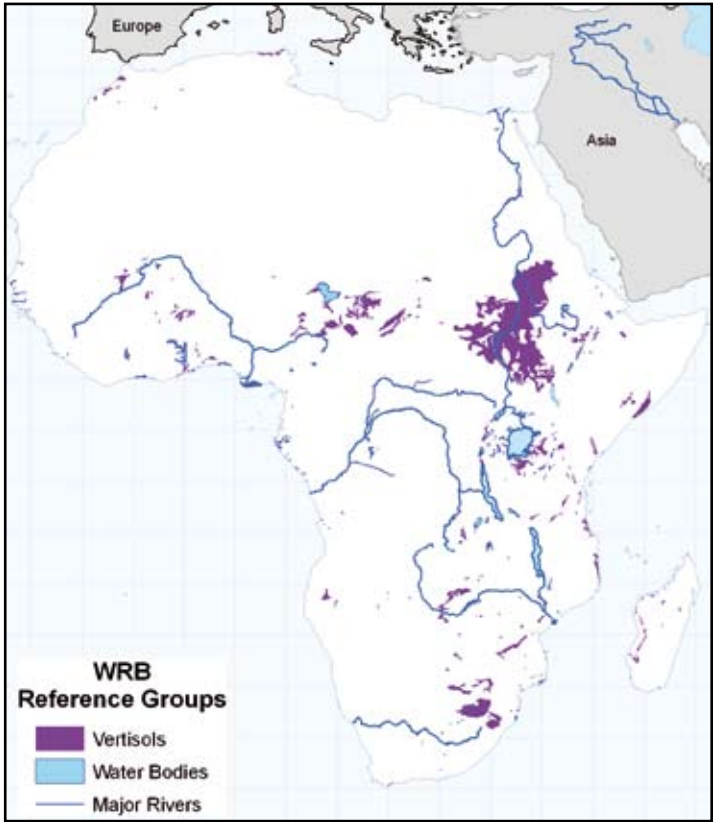 Europe
Asia
WRB
Reference Groups
Vertisols
Water Bodies
Major Rivers